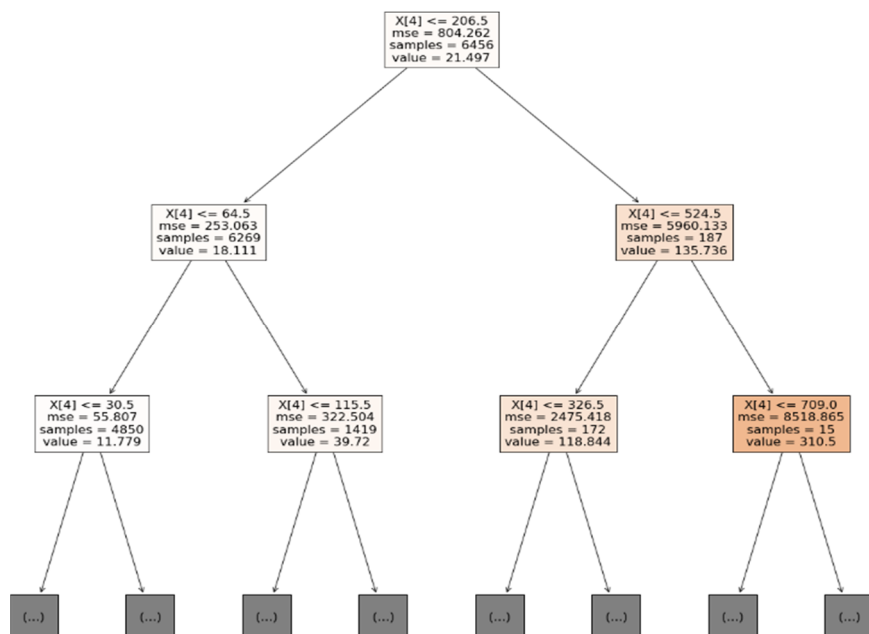 X[4] <= 206.5
mse = 804.262
samples = 6456
value = 21.497
X[4] <= 64.5
mse = 253.063
samples = 6269
value = 18.111
X[4] <= 524.5
mse = 5960.133
samples = 187
value = 135.736
X[4] <= 30.5
mse = 55.807
samples = 4850
value = 11.779
X[4] <= 115.5
mse = 322.504
samples = 1419
value = 39.72
X[4] <= 326.5
mse = 2475.418
samples = 172
value = 118.844
X[4] <= 709.0
mse = 8518.865
samples = 15
value = 310.5
(...)
(...)
(...)
(...)
(...)
(...)
(...)
(...)